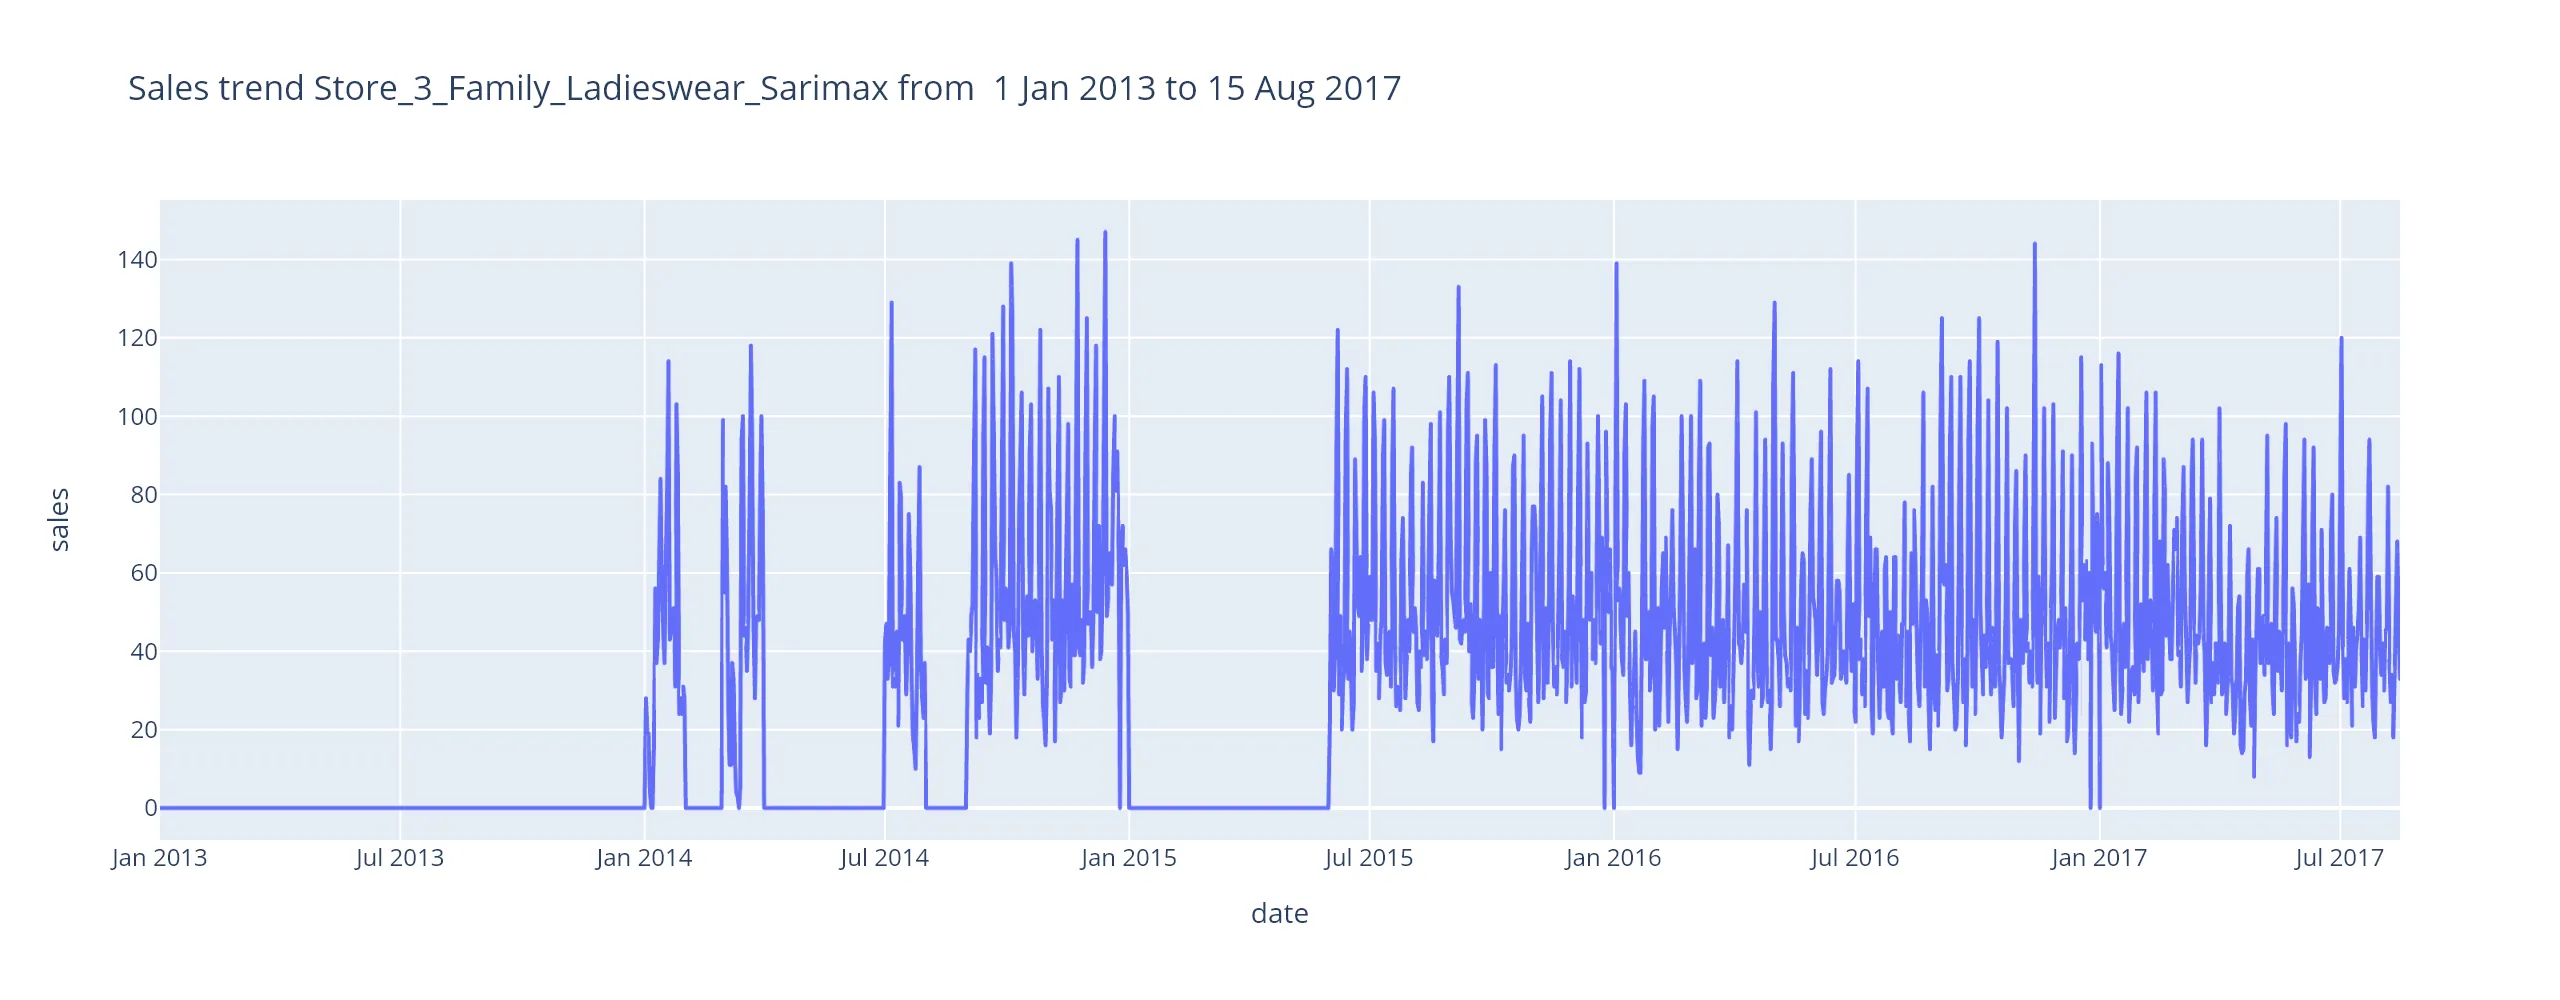 Sales trend Store_3_Family_Ladieswear_Sarimax from  1 Jan 2013 to 15 Aug 2017
sales
140
120
100
80
60
40
20
0
Jan 2013 Jul 2013 Jan 2014 Jul 2014 Jan 2015 Jul 2015 Jan 2016 Jul 2016 Jan 2017 Jul 2017
date